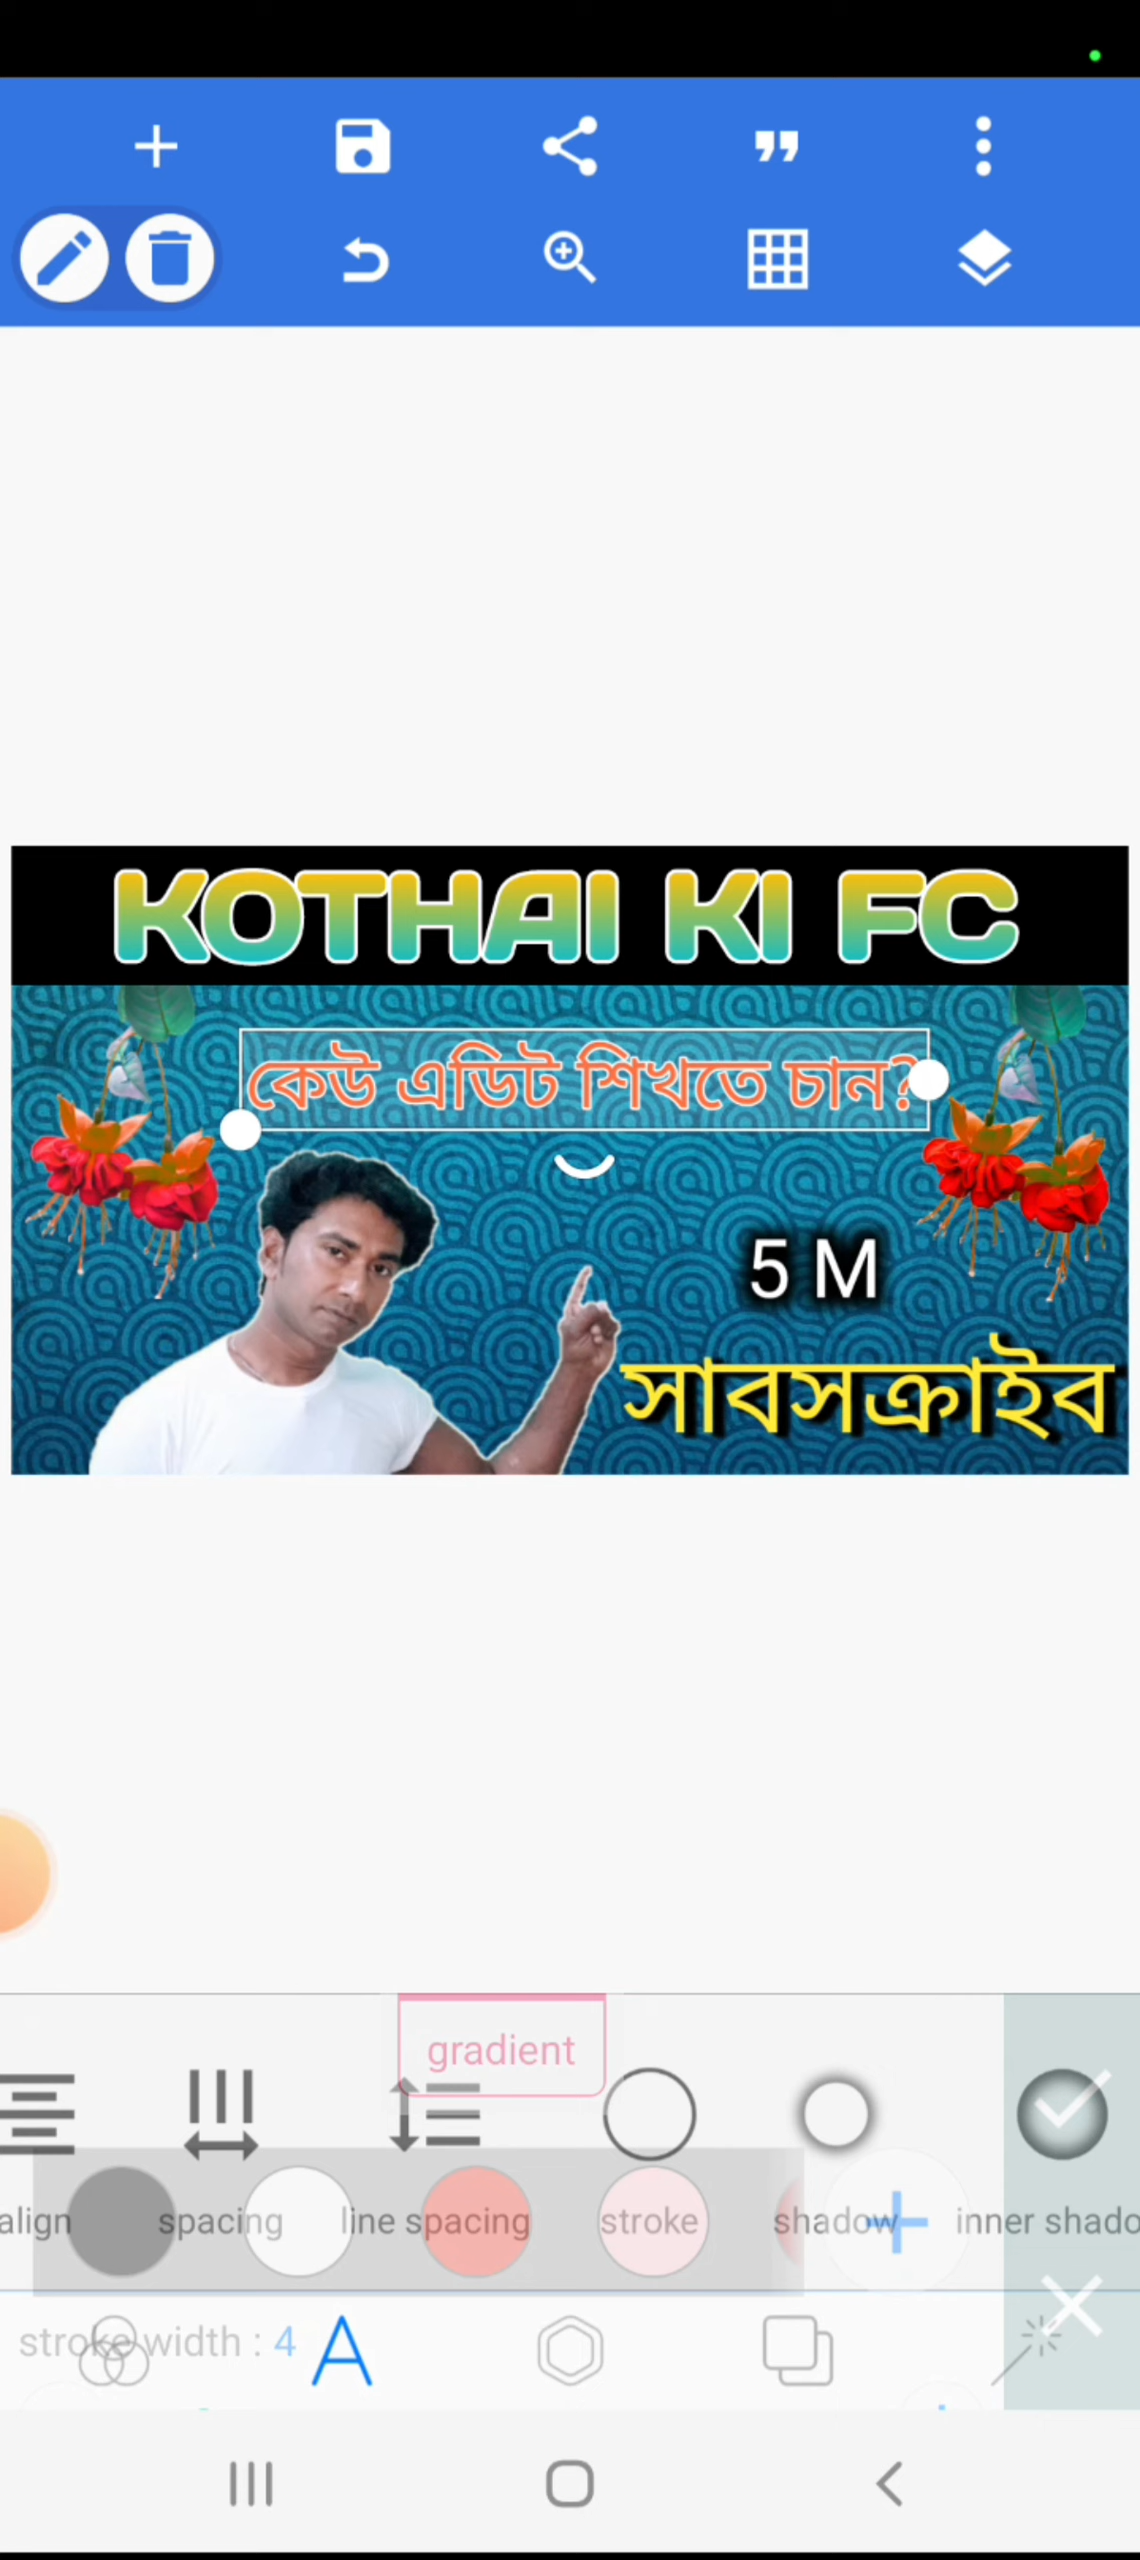 KOTHAI KI FC
কেউ এডিট শিখতে চান?
5 M
সাবসক্রাইব
gradient
align spacing line spacing stroke shadow inner shado
stroke width : 4